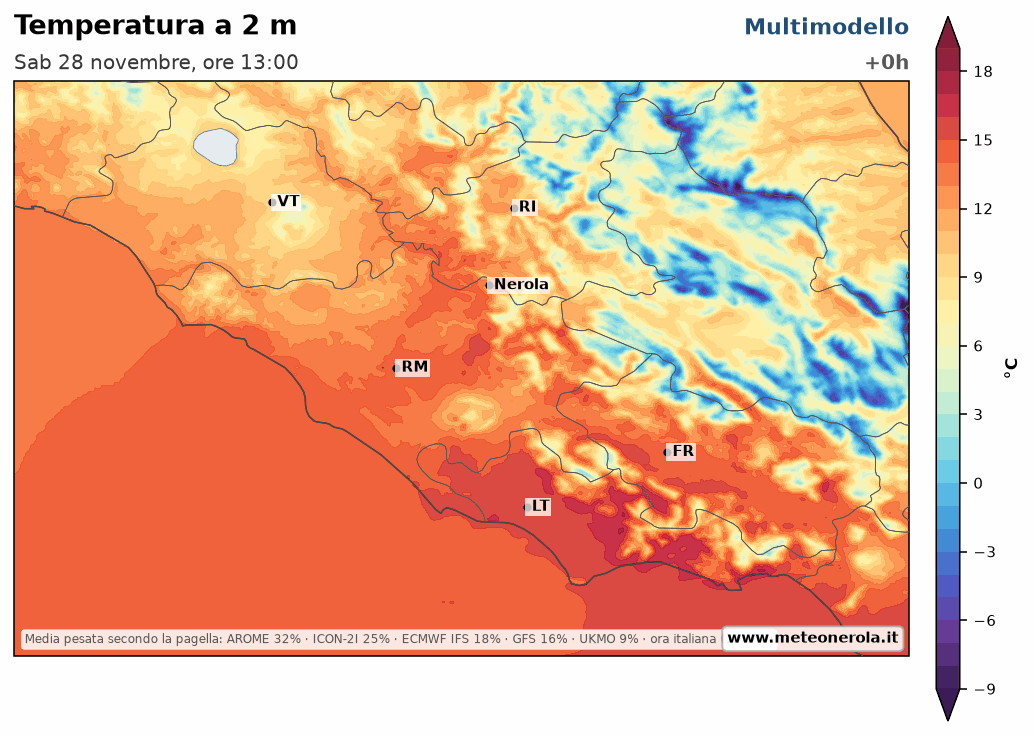 Temperatura a 2 m
Multimodello
Sab 28 novembre, ore 13:00
+0h
VT
RI
Nerola
RM
FR
LT
Media pesata secondo la pagella: AROME 32% · ICON-2I 25% · ECMWF IFS 18% · GFS 16% · UKMO 9% · ora italiana
www.meteonerola.it
18
15
12
9
6
3
0
−3
−6
−9
°C